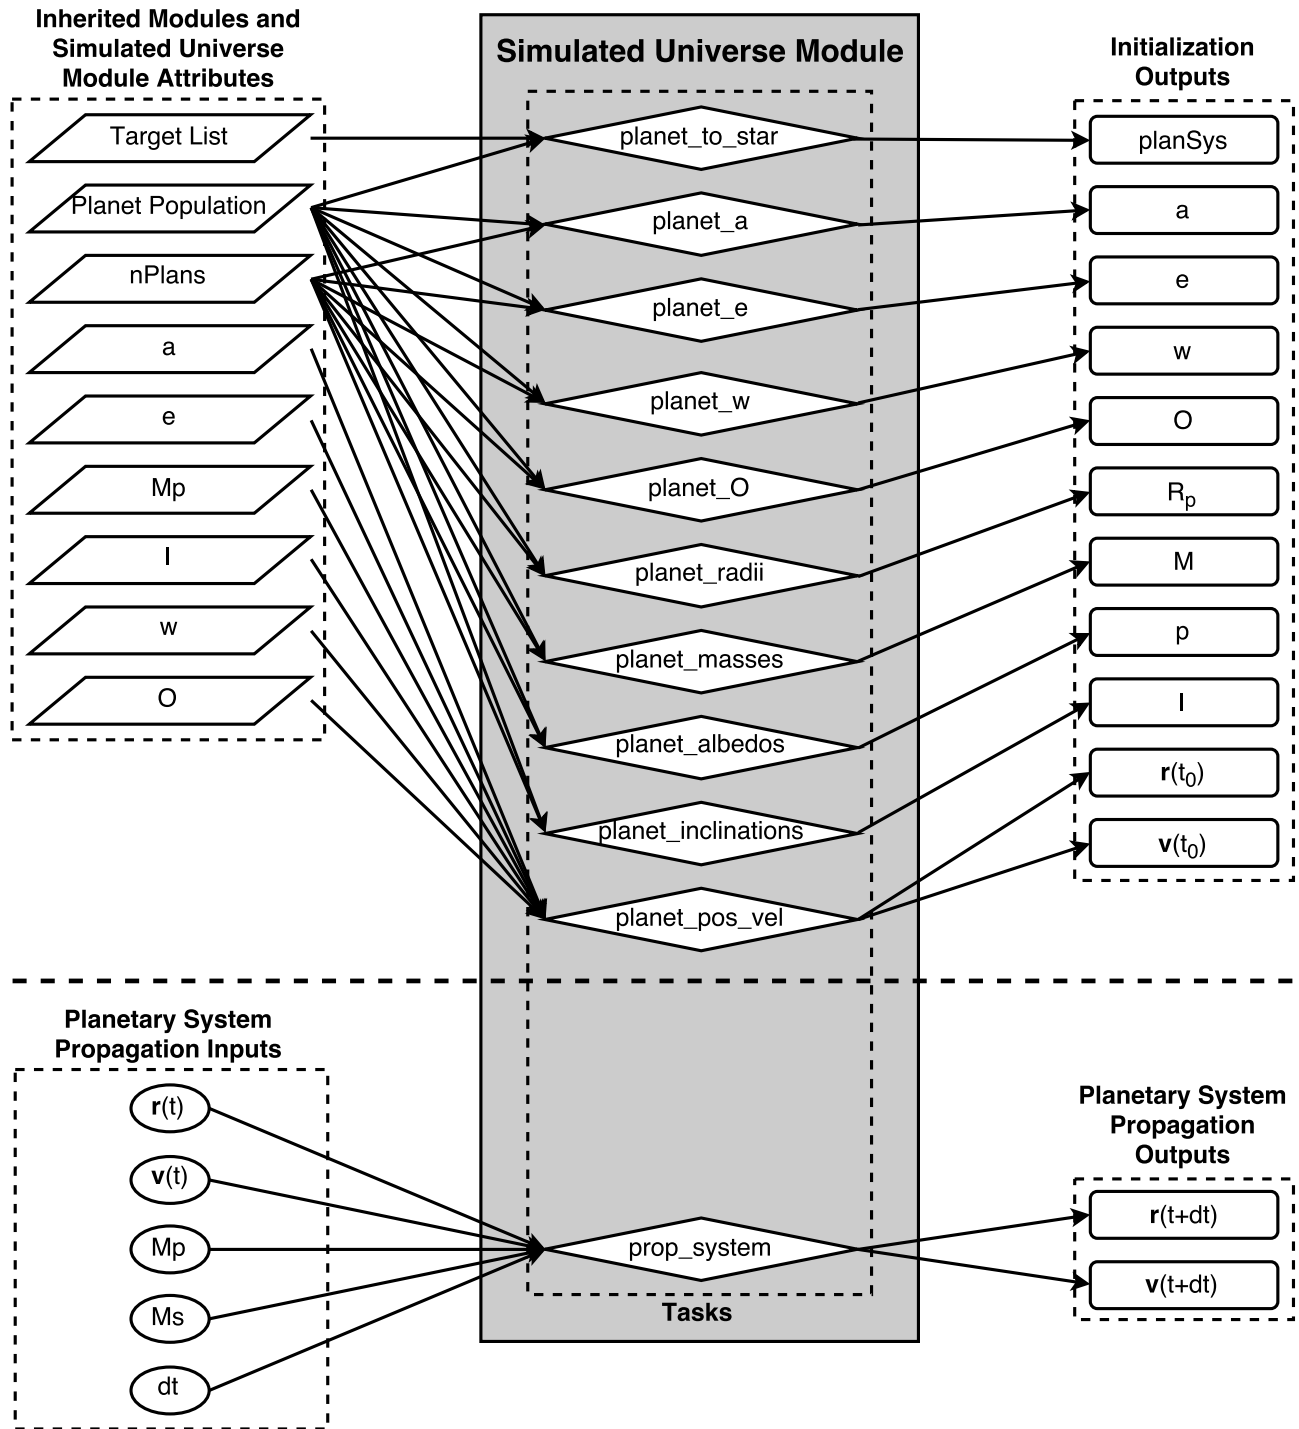 Inherited Modules and
Simulated Universe
Module Attributes
Target List
Planet Population
nPlans
a
e
Mp
I
w
O
Simulated Universe Module
planet_to_star
planet_a
planet_e
planet_w
planet_O
planet_radii
planet_masses
planet_albedos
planet_inclinations
planet_pos_vel
Initialization
Outputs
planSys
a
e
w
O
Rp
M
p
I
r(t0)
v(t0)
Planetary System
Propagation Inputs
r(t)
v(t)
Mp
Ms
dt
prop_system
Tasks
Planetary System
Propagation
Outputs
r(t+dt)
v(t+dt)